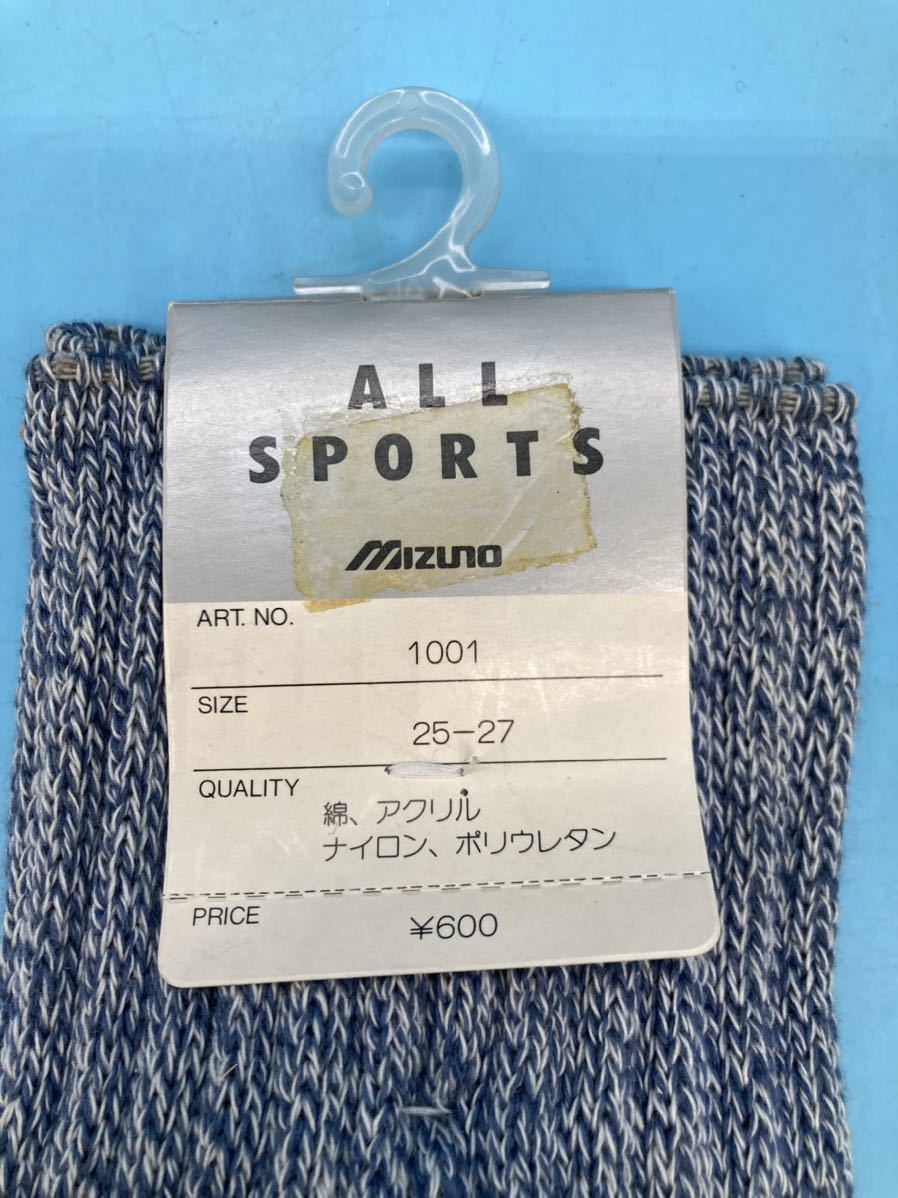 ALL
SPORTS
MIZUNO
ART. NO.
1001
SIZE
25-27
QUALITY
綿、アクリル
ナイロン、ポリウレタン
PRICE
¥600